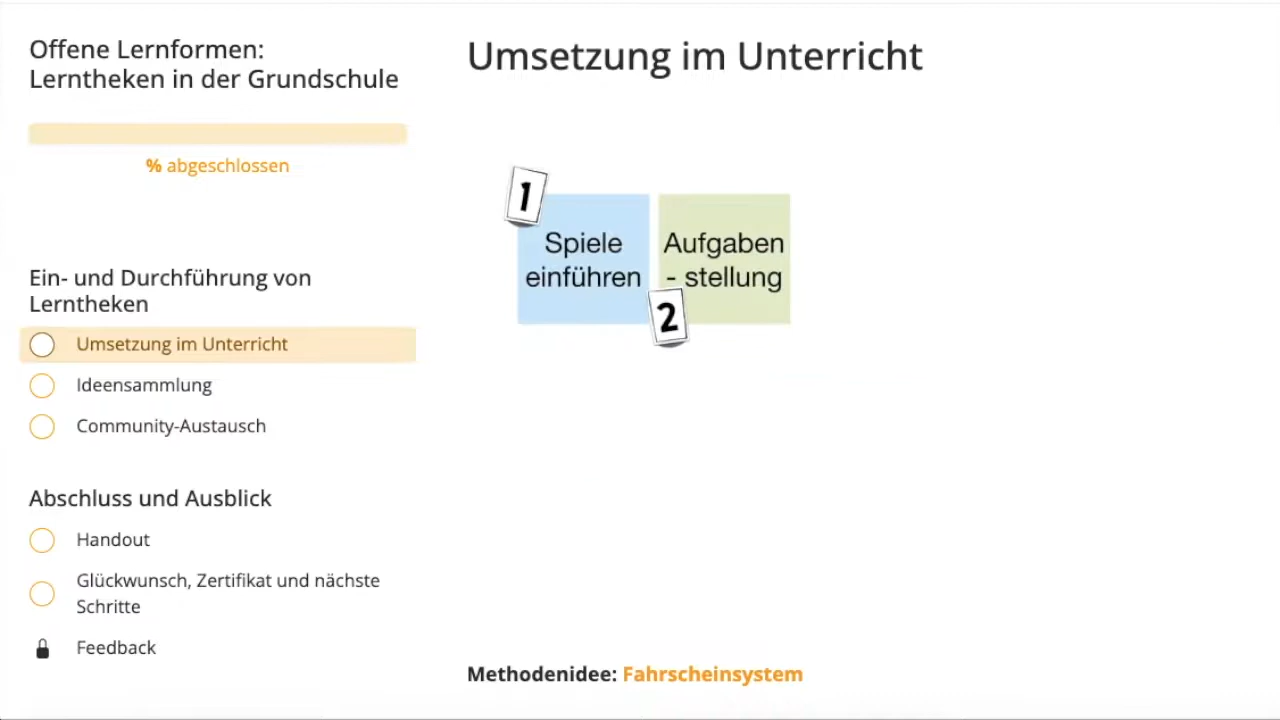 Offene Lernformen:
Lerntheken in der Grundschule
% abgeschlossen
Ein- und Durchführung von
Lerntheken
Umsetzung im Unterricht
Ideensammlung
Community-Austausch
Abschluss und Ausblick
Handout
Glückwunsch, Zertifikat und nächste
Schritte
Feedback
Umsetzung im Unterricht
1
Spiele
einführen
2
Aufgaben
- stellung
Methodenidee: Fahrscheinsystem